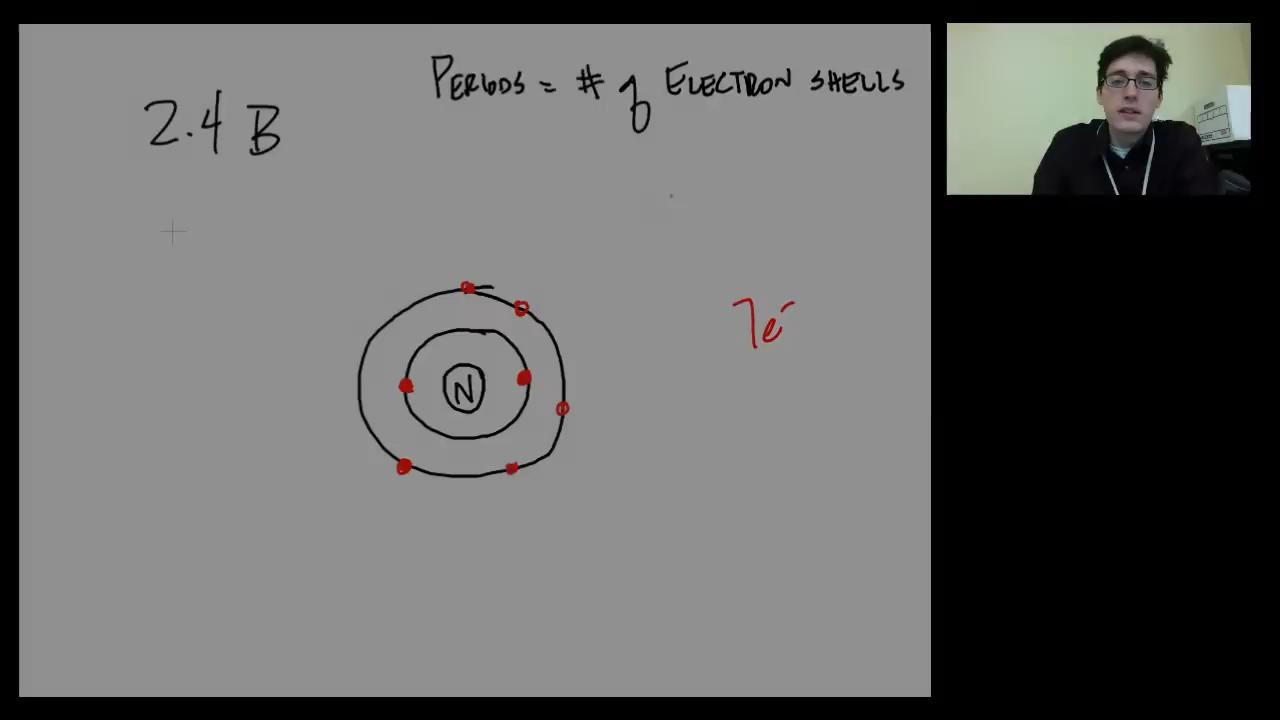 PERIODS = # of ELECTRON SHELLS
2.4 B
7e-
N